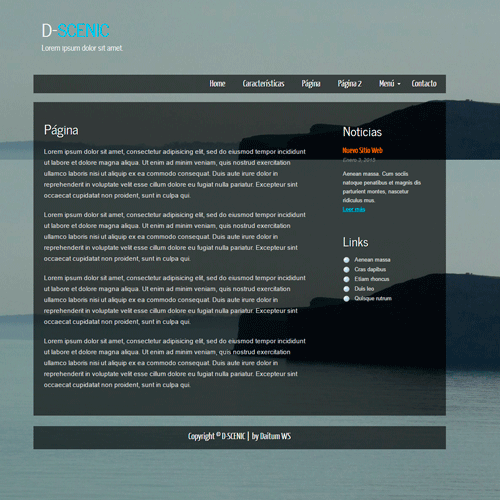 D-SCENIC
Lorem ipsum dolor sit amet.
Home Características Página Página 2 Menú Contacto
Página
Lorem ipsum dolor sit amet, consectetur adipisicing elit, sed do eiusmod tempor incididunt
ut labore et dolore magna aliqua. Ut enim ad minim veniam, quis nostrud exercitation
ullamco laboris nisi ut aliquip ex ea commodo consequat. Duis aute irure dolor in
reprehenderit in voluptate velit esse cillum dolore eu fugiat nulla pariatur. Excepteur sint
occaecat cupidatat non proident, sunt in culpa qui.
Lorem ipsum dolor sit amet, consectetur adipisicing elit, sed do eiusmod tempor incididunt
ut labore et dolore magna aliqua. Ut enim ad minim veniam, quis nostrud exercitation
ullamco laboris nisi ut aliquip ex ea commodo consequat. Duis aute irure dolor in
reprehenderit in voluptate velit esse cillum dolore eu fugiat nulla pariatur. Excepteur sint
occaecat cupidatat non proident, sunt in culpa qui.
Lorem ipsum dolor sit amet, consectetur adipisicing elit, sed do eiusmod tempor incididunt
ut labore et dolore magna aliqua. Ut enim ad minim veniam, quis nostrud exercitation
ullamco laboris nisi ut aliquip ex ea commodo consequat. Duis aute irure dolor in
reprehenderit in voluptate velit esse cillum dolore eu fugiat nulla pariatur. Excepteur sint
occaecat cupidatat non proident, sunt in culpa qui.
Lorem ipsum dolor sit amet, consectetur adipisicing elit, sed do eiusmod tempor incididunt
ut labore et dolore magna aliqua. Ut enim ad minim veniam, quis nostrud exercitation
ullamco laboris nisi ut aliquip ex ea commodo consequat. Duis aute irure dolor in
reprehenderit in voluptate velit esse cillum dolore eu fugiat nulla pariatur. Excepteur sint
occaecat cupidatat non proident, sunt in culpa qui.
Noticias
Nuevo Sitio Web
Enero 2, 2015
Aenean massa. Cum sociis
natoque penatibus et magnis dis
parturient montes, nascetur
ridiculus mus.
Leer más
Links
Aenean massa
Cras dapibus
Etiam rhoncus
Duis leo
Quisque rutrum
Copyright © D-SCENIC | by Daitum WS